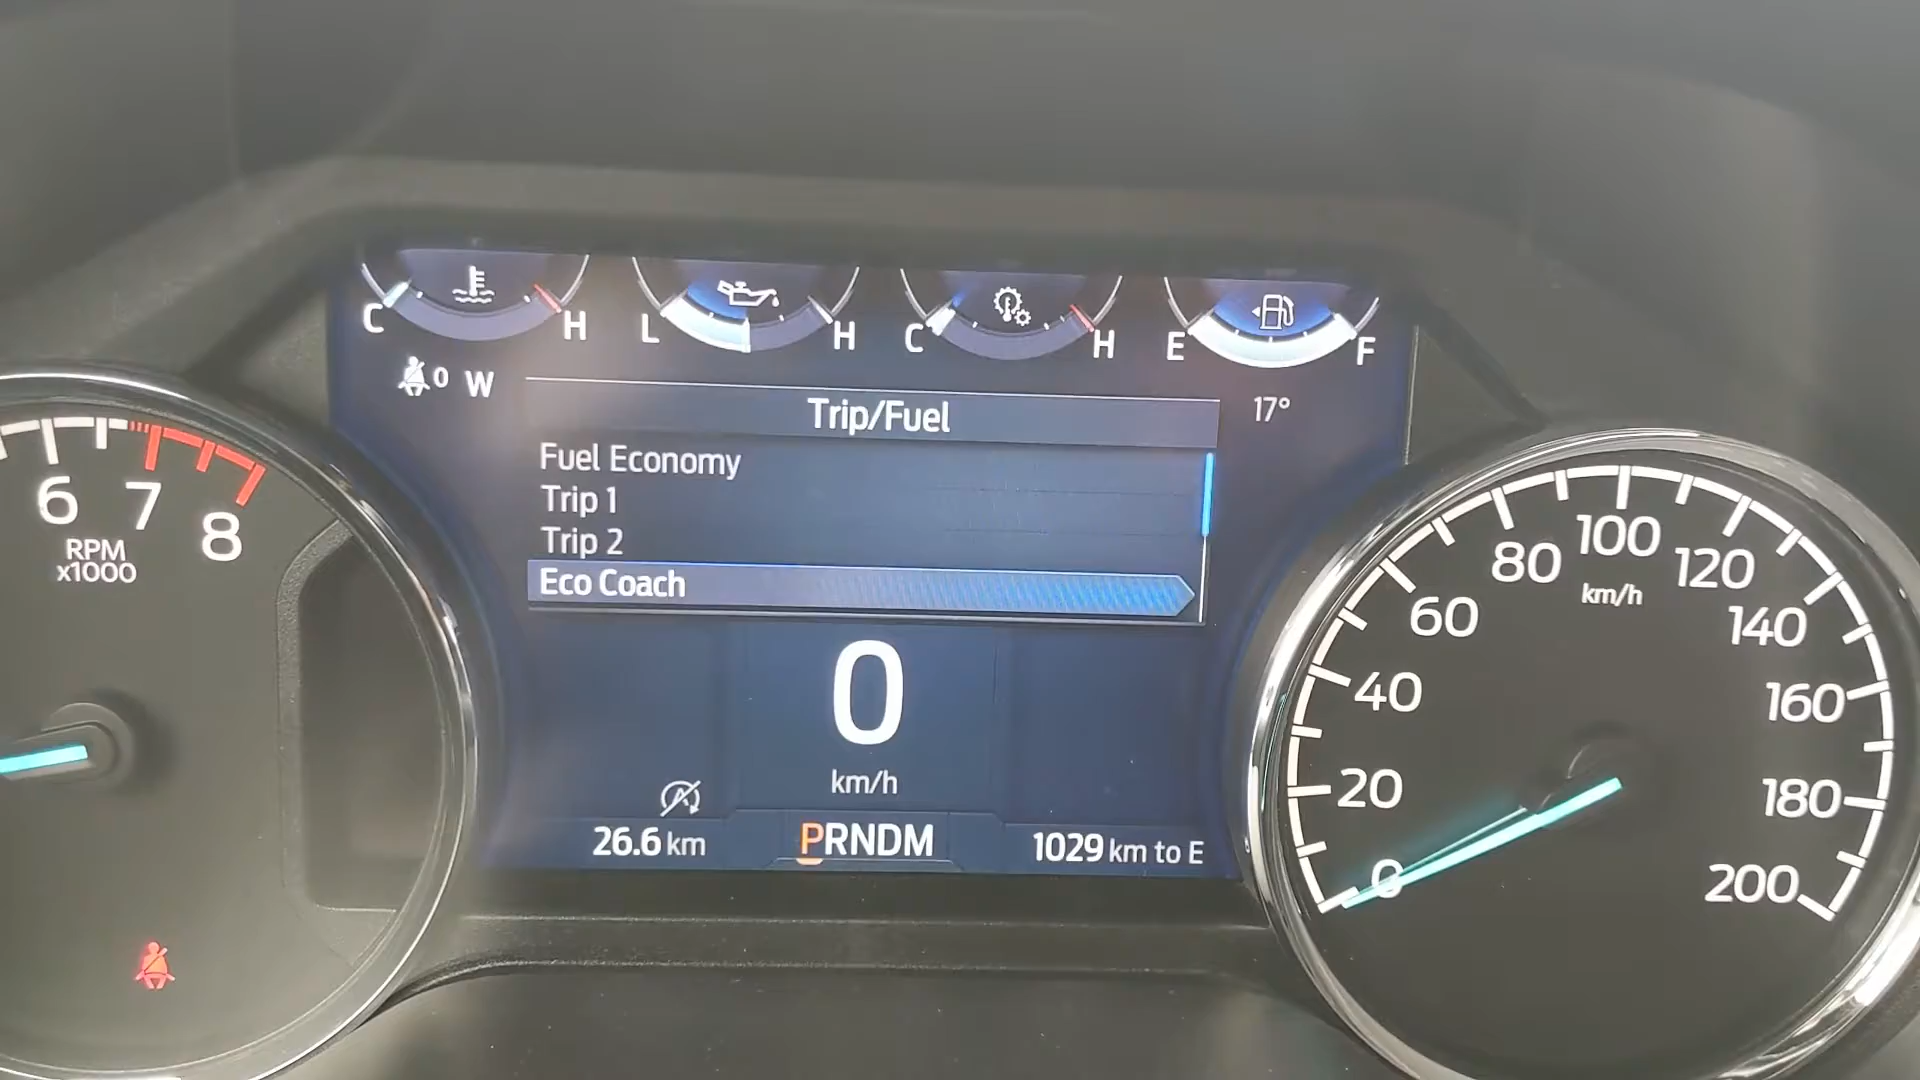 C H
L H
C H
E F
0 W
17°
Trip/Fuel
Fuel Economy
Trip 1
Trip 2
Eco Coach
0
km/h
26.6 km
PRNDM
1029 km to E
6 7 8
RPM
x1000
0 20 40 60 80 100 120 140 160 180 200
km/h